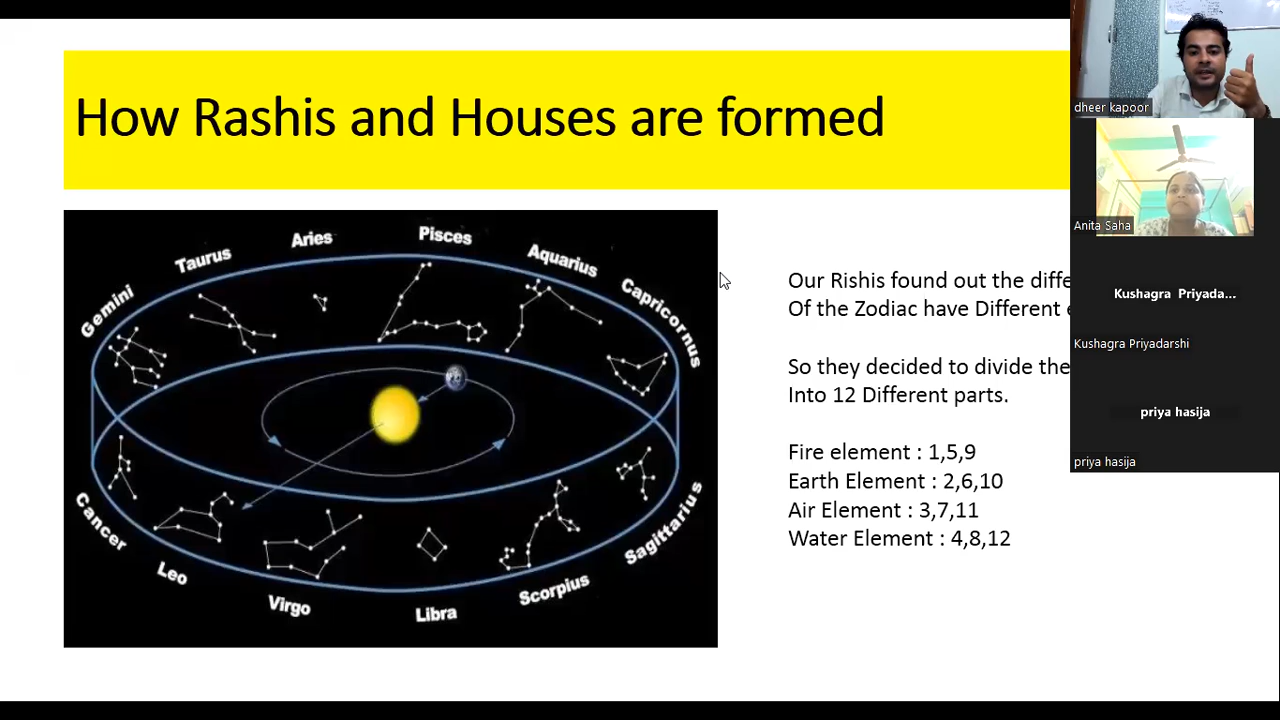 How Rashis and Houses are formed
Gemini
Taurus
Aries
Pisces
Aquarius
Capricornus
Cancer
Leo
Virgo
Libra
Scorpius
Sagittarius
Our Rishis found out the diffe
Of the Zodiac have Different
So they decided to divide the
Into 12 Different parts.
Fire element : 1,5,9
Earth Element : 2,6,10
Air Element : 3,7,11
Water Element : 4,8,12
dheer kapoor
Anita Saha
Kushagra Priyada...
Kushagra Priyadarshi
priya hasija
priya hasija